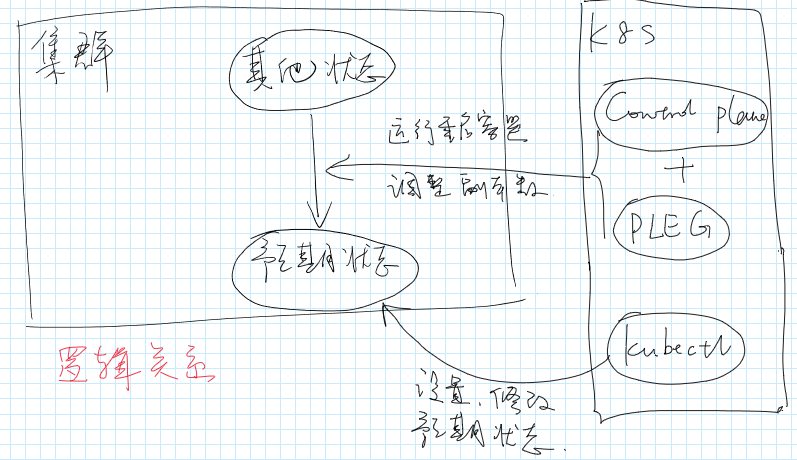 集群
其他状态
K8S
Control plane
运行或容器
调整副本数
+
PLEG
预期状态
kubectl
逻辑关系
设置、修改
预期状态.